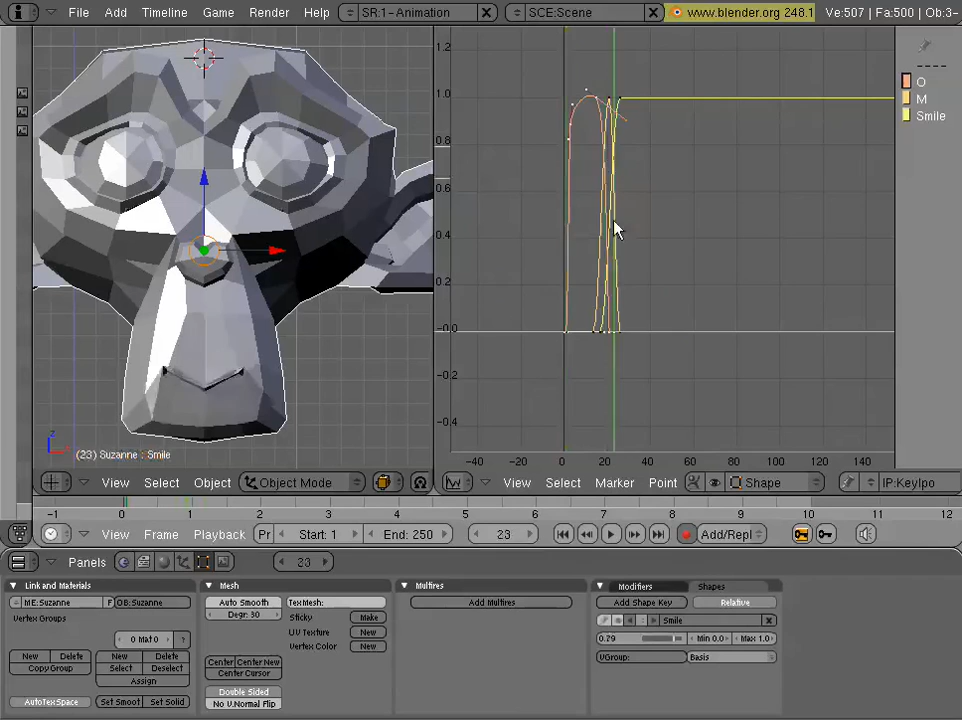 File Add Timeline Game Render Help SR:1-Animation SCE:Scene www.blender.org 248.1 Ve:507 | Fa:500 | Ob:3-
1.2
1.0
0.8
0.6
0.4
0.2
-0.0
-0.2
-0.4
O
M
Smile
z
x
(23) Suzanne : Smile
-40 -20 0 20 40 60 80 100 120 140
View Select Object Object Mode
View Select Marker Point Shape IP:KeyIpo
-1 0 1 2 3 4 5 6 7 8 9 10 11 12
View Frame Playback Pr Start: 1 End: 250 23 Add/Repl
Panels 23
Link and Materials
ME:Suzanne F OB:Suzanne
Vertex Groups
0 Mat 0 ?
New Delete New Delete
Copy Group Select Deselect
Assign
AutoTexSpace Set Smoot Set Solid
Mesh
Auto Smooth
Degr: 30
TexMesh:
Sticky Make
UV Texture New
Vertex Color New
Center Center New
Center Cursor
Double Sided
No V.Normal Flip
Multires
Add Multires
Modifiers Shapes
Add Shape Key Relative
Smile
0.79 Min 0.0 Max 1.0
VGroup: Basis